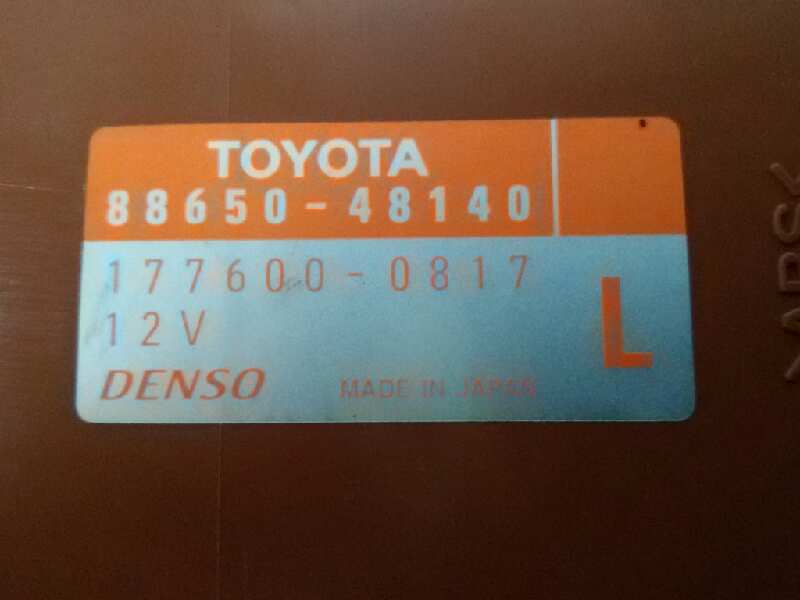 TOYOTA
88650-48140
177600-0817
12V
L
DENSO
MADE IN JAPAN